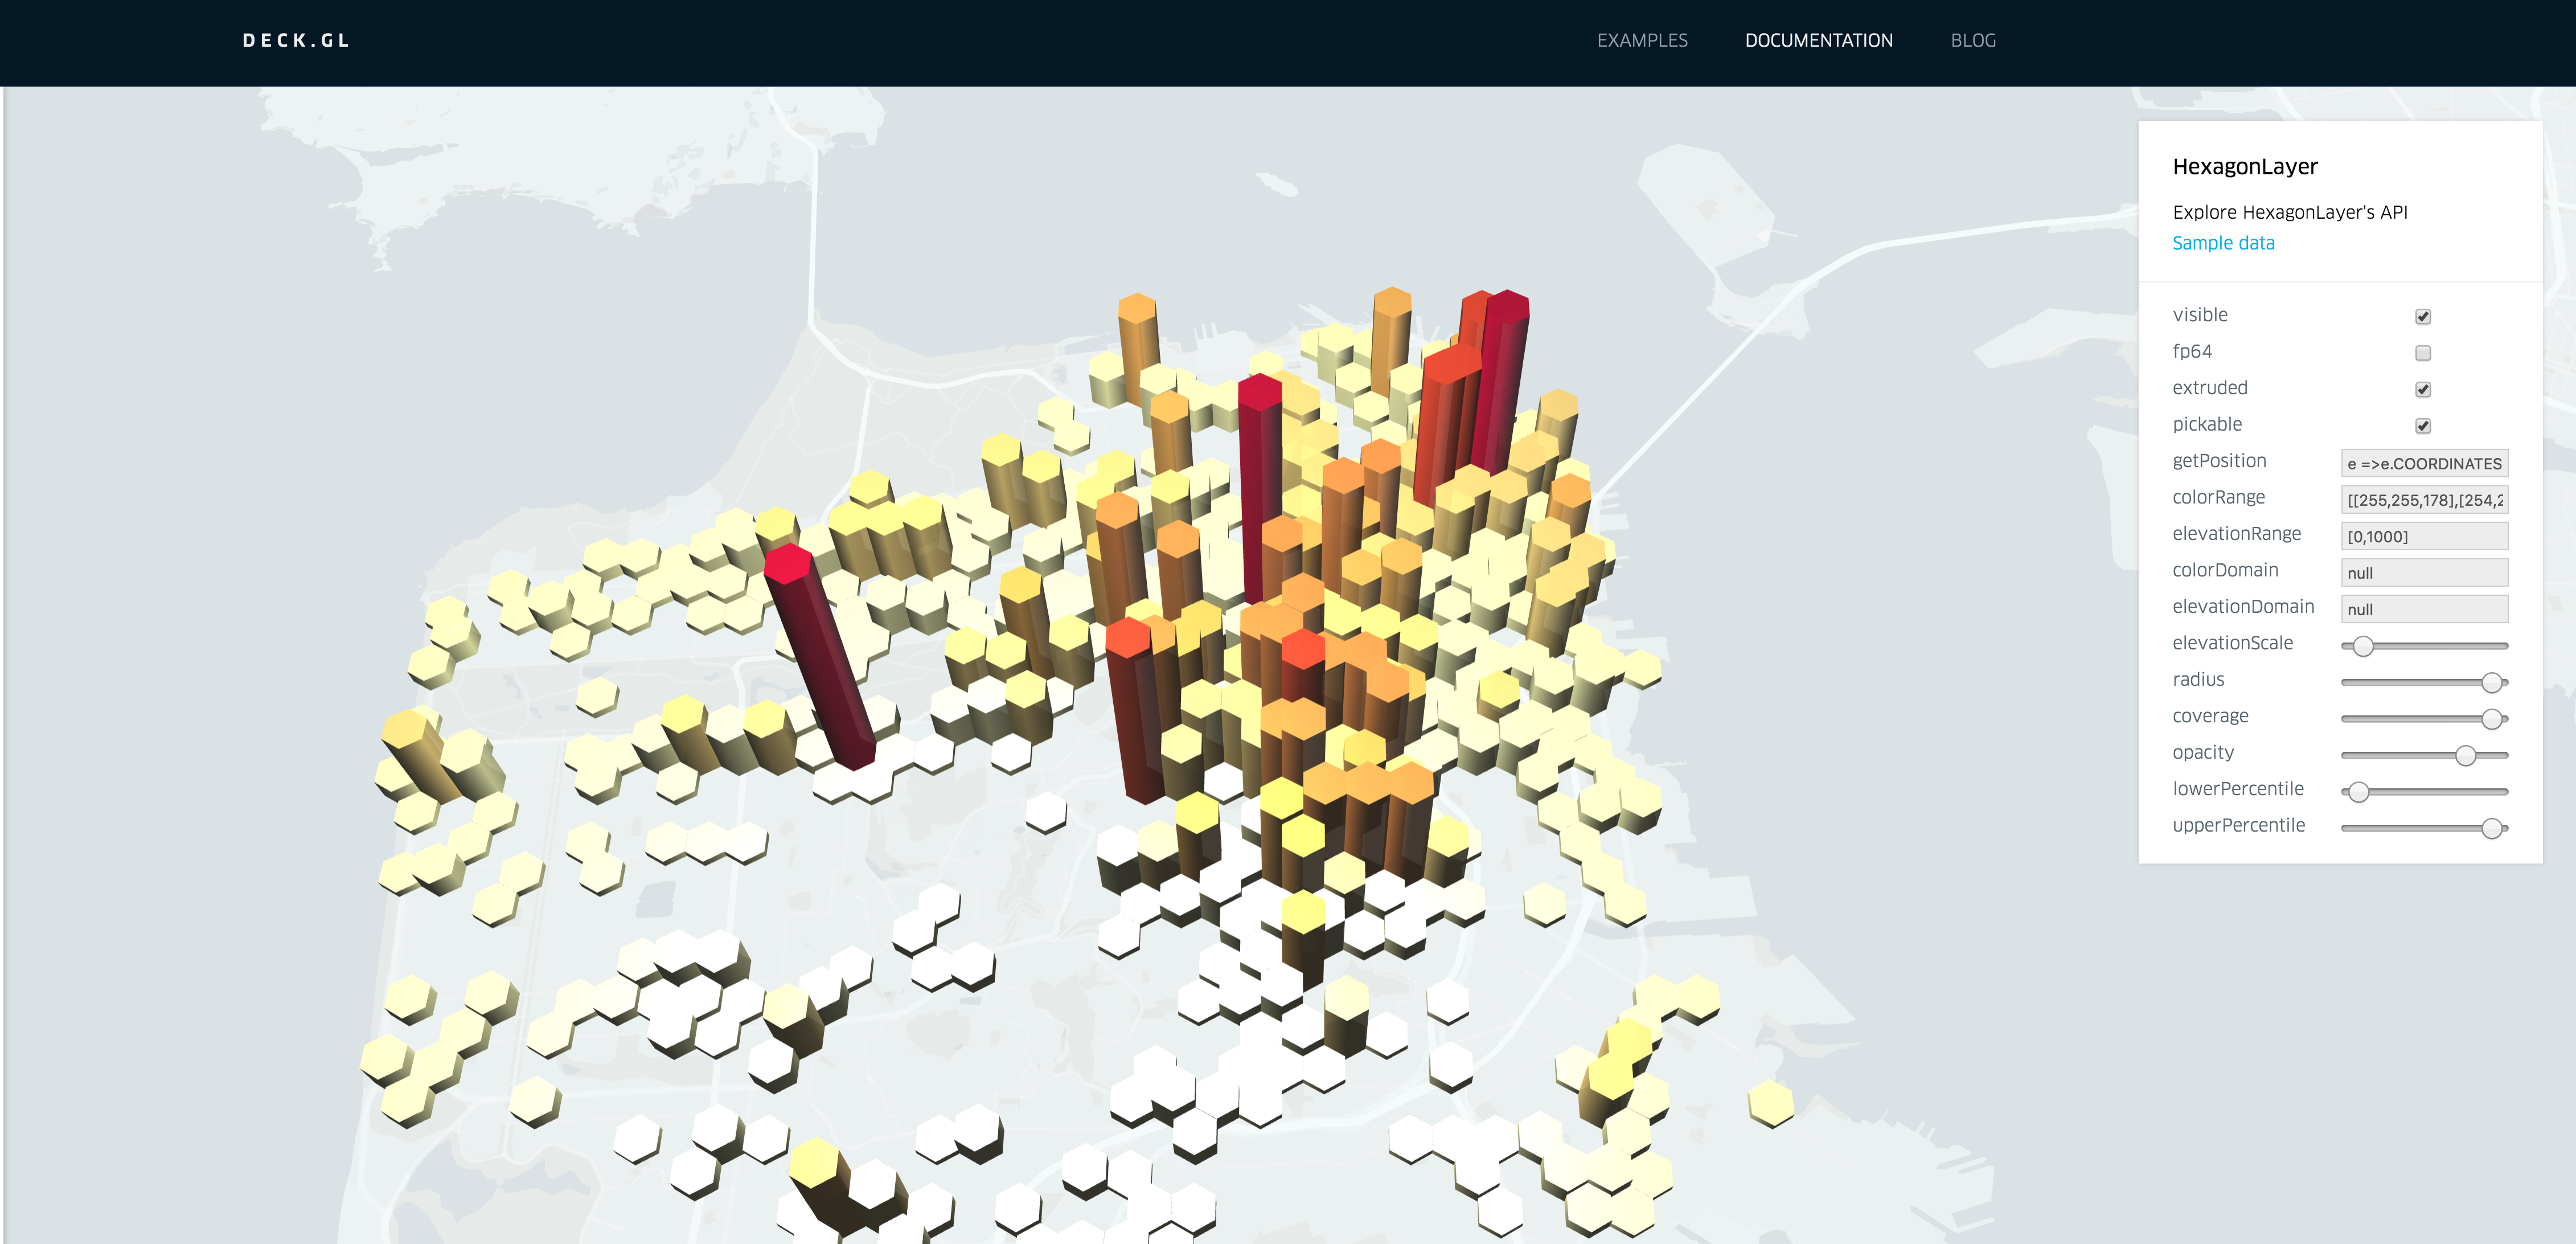 DECK.GL
EXAMPLES DOCUMENTATION BLOG
HexagonLayer
Explore HexagonLayer's API
Sample data
visible
fp64
extruded
pickable
getPosition e =>e.COORDINATES
colorRange [[255,255,178],[254,2
elevationRange [0,1000]
colorDomain null
elevationDomain null
elevationScale
radius
coverage
opacity
lowerPercentile
upperPercentile